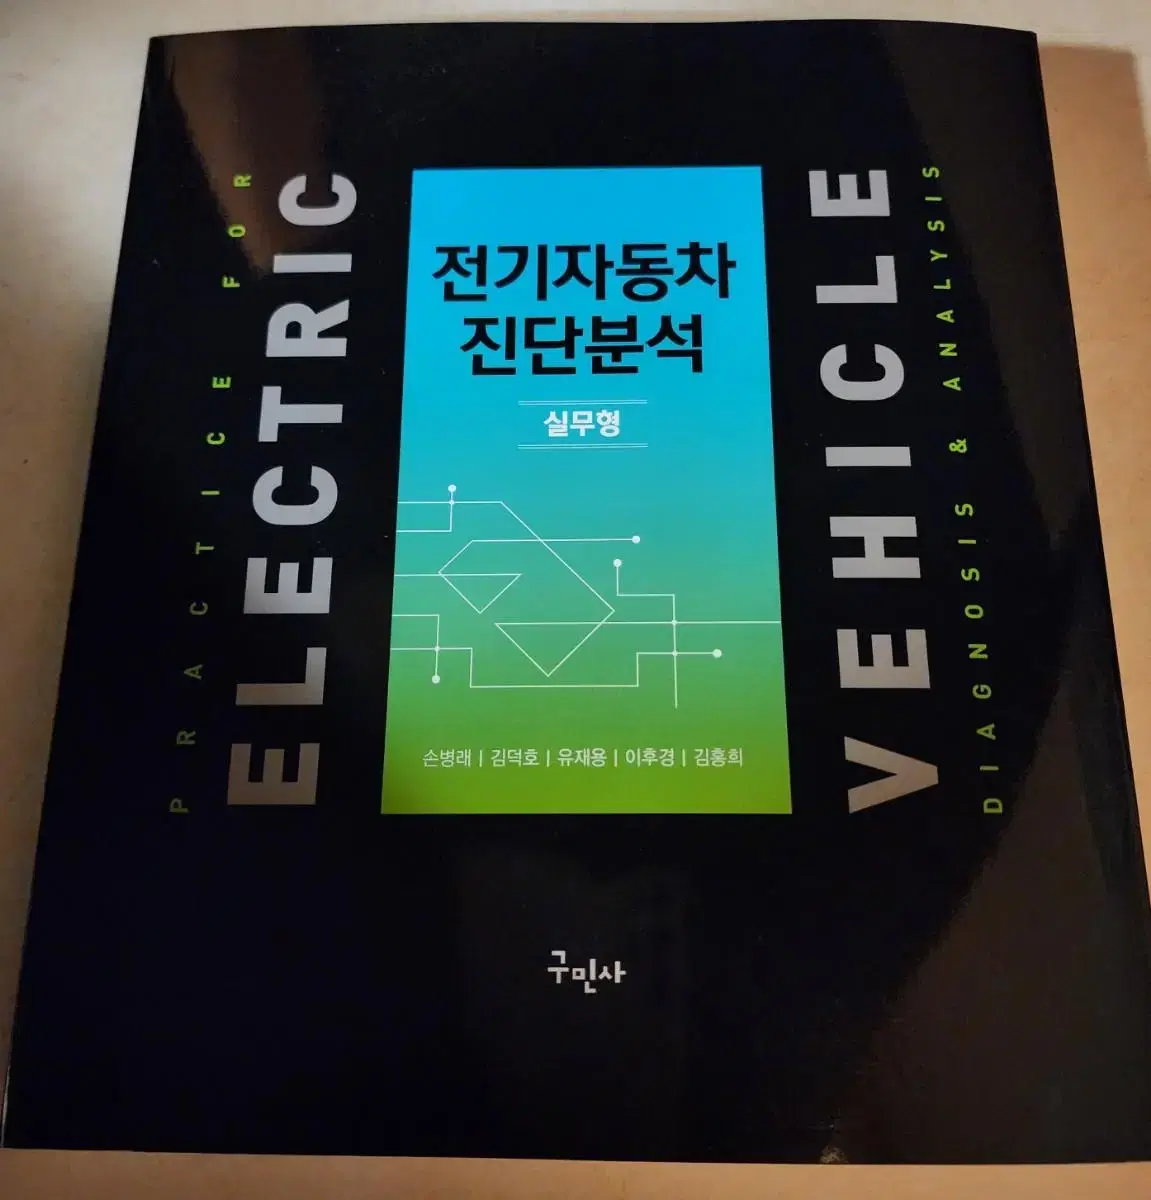 PRACTICE FOR
ELECTRIC
전기자동차
진단분석
실무형
손병래 | 김덕호 | 유재용 | 이후경 | 김홍희
VEHICLE
DIAGNOSIS & ANALYSIS
구민사